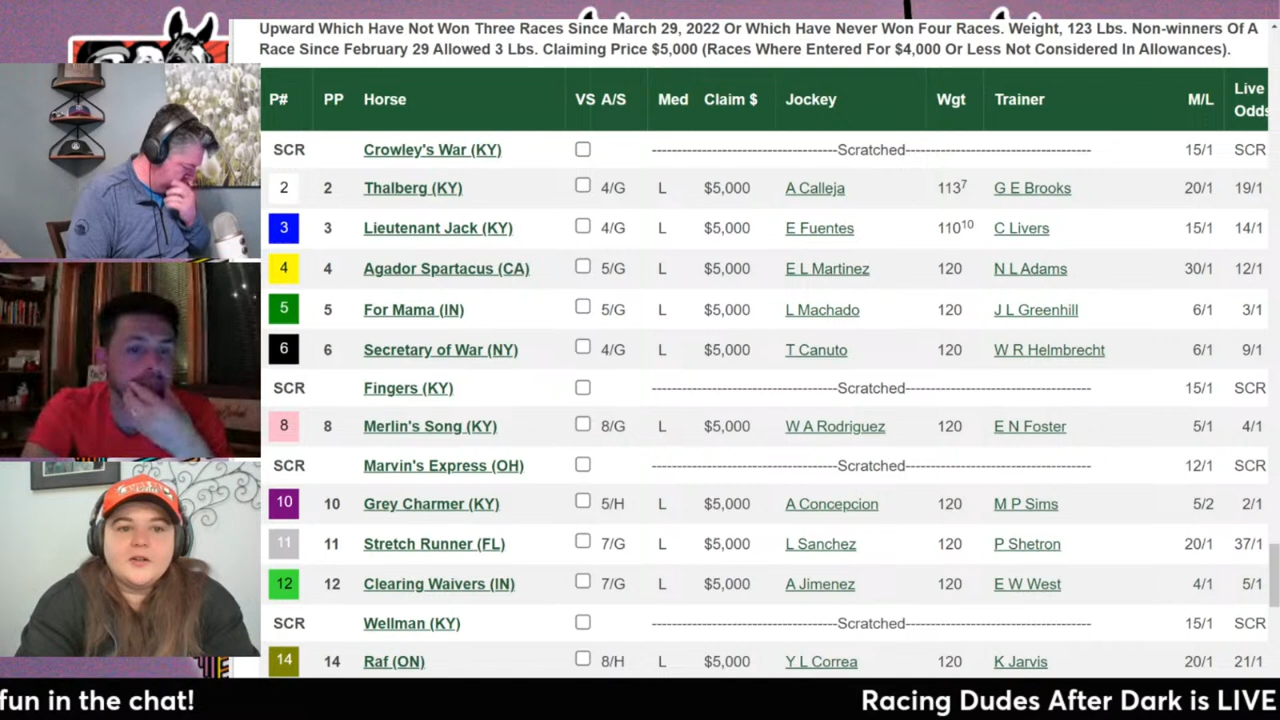 Upward Which Have Not Won Three Races Since March 29, 2022 Or Which Have Never Won Four Races. Weight, 123 Lbs. Non-winners Of A
Race Since February 29 Allowed 3 Lbs. Claiming Price $5,000 (Races Where Entered For $4,000 Or Less Not Considered In Allowances).
P# PP Horse VS A/S Med Claim $ Jockey Wgt Trainer M/L Live Odds
SCR Crowley's War (KY) ---Scratched--- 15/1 SCR
2 2 Thalberg (KY) 4/G L $5,000 A Calleja 113⁷ G E Brooks 20/1 19/1
3 3 Lieutenant Jack (KY) 4/G L $5,000 E Fuentes 110¹⁰ C Livers 15/1 14/1
4 4 Agador Spartacus (CA) 5/G L $5,000 E L Martinez 120 N L Adams 30/1 12/1
5 5 For Mama (IN) 5/G L $5,000 L Machado 120 J L Greenhill 6/1 3/1
6 6 Secretary of War (NY) 4/G L $5,000 T Canuto 120 W R Helmbrecht 6/1 9/1
SCR Fingers (KY) ---Scratched--- 15/1 SCR
8 8 Merlin's Song (KY) 8/G L $5,000 W A Rodriguez 120 E N Foster 5/1 4/1
SCR Marvin's Express (OH) ---Scratched--- 12/1 SCR
10 10 Grey Charmer (KY) 5/H L $5,000 A Concepcion 120 M P Sims 5/2 2/1
11 11 Stretch Runner (FL) 7/G L $5,000 L Sanchez 120 P Shetron 20/1 37/1
12 12 Clearing Waivers (IN) 7/G L $5,000 A Jimenez 120 E W West 4/1 5/1
SCR Wellman (KY) ---Scratched--- 15/1 SCR
14 14 Raf (ON) 8/H L $5,000 Y L Correa 120 K Jarvis 20/1 21/1
fun in the chat! Racing Dudes After Dark is LIVE